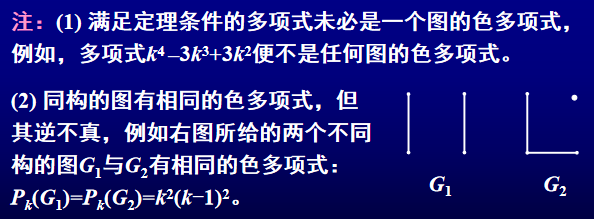 注：(1) 满足定理条件的多项式未必是一个图的色多项式，
例如，多项式k⁴–3k³+3k²便不是任何图的色多项式。
(2) 同构的图有相同的色多项式，但
其逆不真，例如右图所给的两个不同
构的图G₁与G₂有相同的色多项式：
Pₖ(G₁)=Pₖ(G₂)=k²(k−1)²。
G₁
G₂